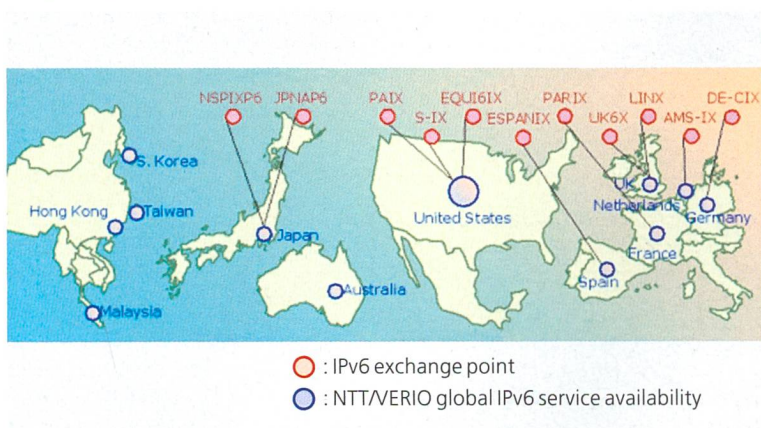 NSPIXP6 JPNAP6 PAIX EQUI6IX PARIX LINX DE-CIX
S-IX ESPANIX UK6X AMS-IX
S. Korea
Hong Kong
Taiwan
Japan
Malaysia
Australia
United States
UK
Netherlands
Germany
France
Spain
: IPv6 exchange point
: NTT/VERIO global IPv6 service availability